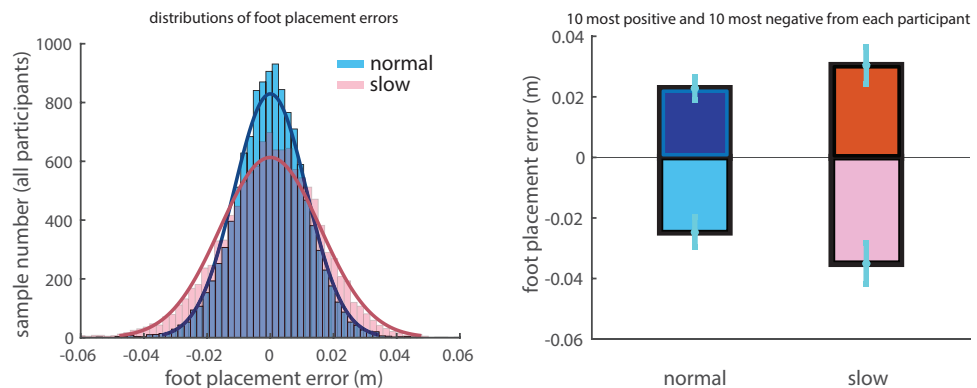 distributions of foot placement errors
1000
800
600
400
200
0
sample number (all participants)
normal
slow
-0.06
-0.04
-0.02
0
0.02
0.04
0.06
foot placement error (m)
10 most positive and 10 most negative from each participant
0.04
0.02
0
-0.02
-0.04
-0.06
foot placement error (m)
normal
slow